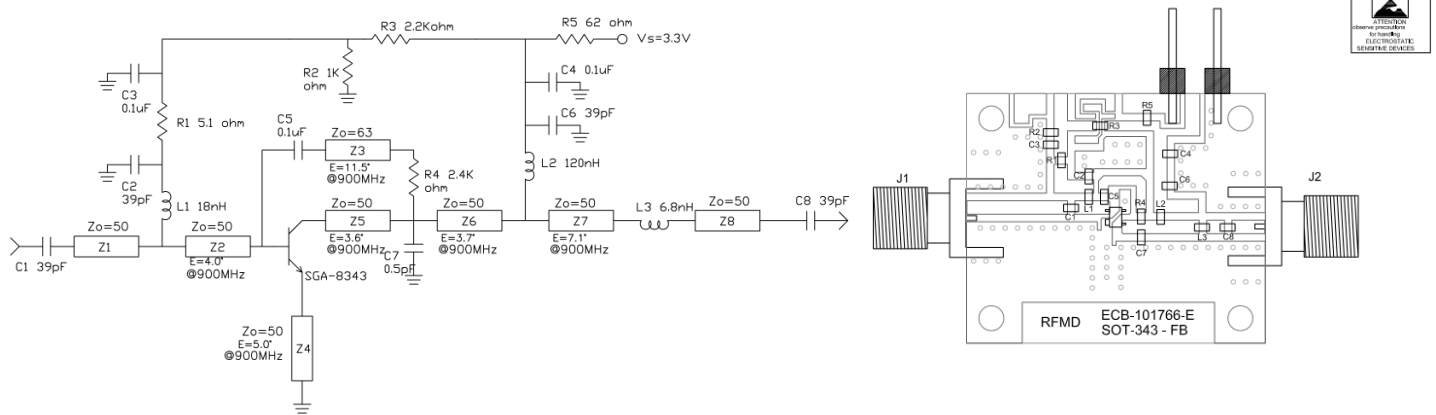 R3 2.2Kohm
R5 62 ohm
Vs=3.3V
R2 1K
ohm
C4 0.1uF
C3
0.1uF
C6 39pF
R1 5.1 ohm
C5
0.1uF
Zo=63
Z3
E=11.5°
@900MHz
L2 120nH
C2
39pF
R4 2.4K
ohm
L1 18nH
Zo=50
Z1
Zo=50
Z2
E=4.0°
@900MHz
Zo=50
Z5
E=3.6°
@900MHz
Zo=50
Z6
E=3.7°
@900MHz
Zo=50
Z7
E=7.1°
@900MHz
L3 6.8nH
Zo=50
Z8
C8 39pF
C1 39pF
C7
0.5pF
SGA-8343
Zo=50
E=5.0°
@900MHz
Z4
ATTENTION
observe precautions
for handling
ELECTROSTATIC
SENSITIVE DEVICES
R5
R3
R2
C3
R1
C4
C2
C6
J1
J2
L1
C5
C1
R4
L2
L3
C8
C7
RFMD
ECB-101766-E
SOT-343 - FB